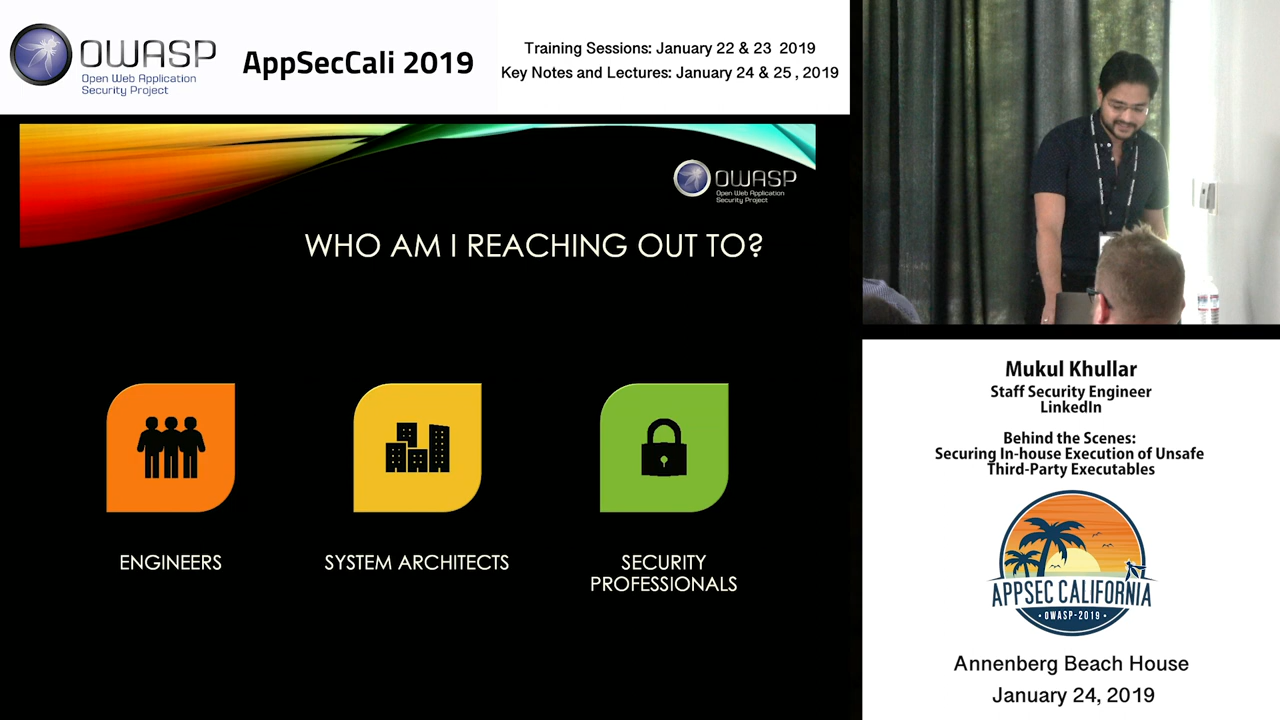 OWASP
Open Web Application
Security Project
AppSecCali 2019
Training Sessions: January 22 & 23 2019
Key Notes and Lectures: January 24 & 25 , 2019
OWASP
Open Web Application
Security Project
WHO AM I REACHING OUT TO?
ENGINEERS
SYSTEM ARCHITECTS
SECURITY
PROFESSIONALS
Mukul Khullar
Staff Security Engineer
LinkedIn
Behind the Scenes:
Securing In-house Execution of Unsafe
Third-Party Executables
APPSEC CALIFORNIA
• OWASP-2019 •
Annenberg Beach House
January 24, 2019